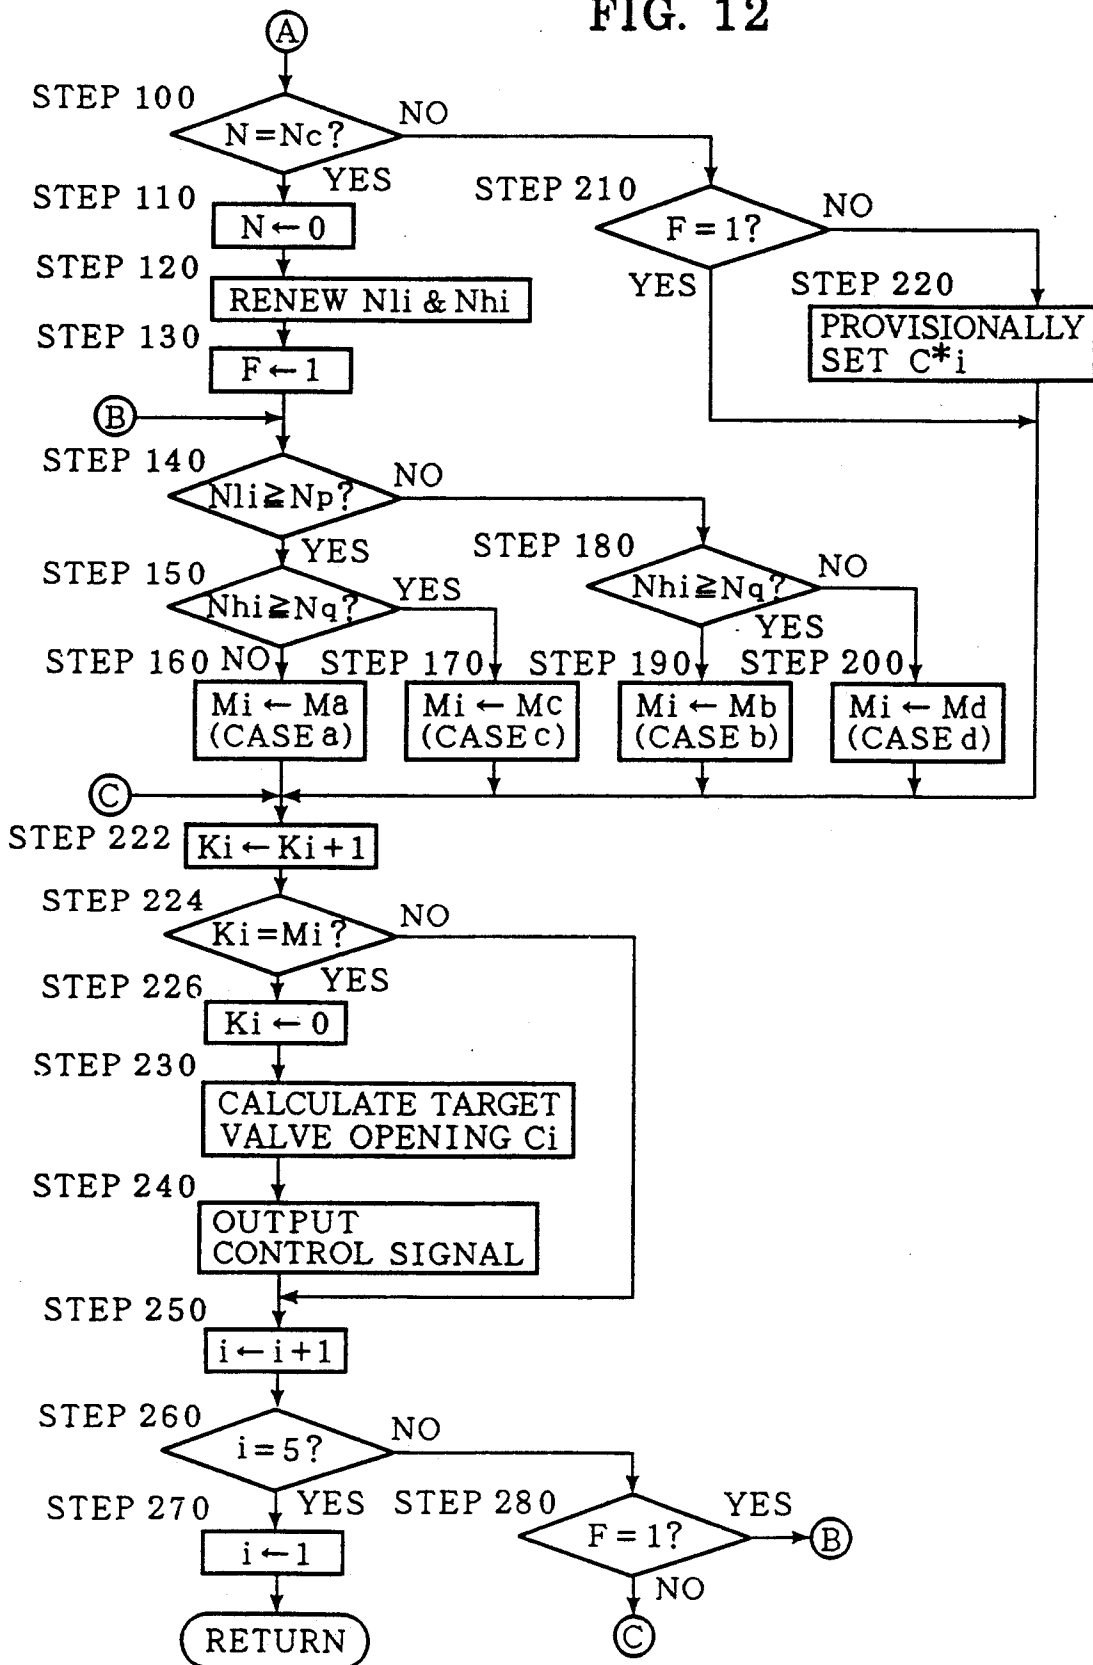 FIG. 12
A
STEP 100
N=Nc?
NO
YES
STEP 110
N←0
STEP 120
RENEW Nli & Nhi
STEP 130
F←1
B
STEP 210
F=1?
NO
YES
STEP 220
PROVISIONALLY
SET C*i
STEP 140
Nli≧Np?
NO
YES
STEP 150
Nhi≧Nq?
YES
NO
STEP 180
Nhi≧Nq?
NO
YES
STEP 160
Mi←Ma
(CASE a)
STEP 170
Mi←Mc
(CASE c)
STEP 190
Mi←Mb
(CASE b)
STEP 200
Mi←Md
(CASE d)
C
STEP 222
Ki←Ki+1
STEP 224
Ki=Mi?
NO
YES
STEP 226
Ki←0
STEP 230
CALCULATE TARGET
VALVE OPENING Ci
STEP 240
OUTPUT
CONTROL SIGNAL
STEP 250
i←i+1
STEP 260
i=5?
NO
YES
STEP 270
i←1
RETURN
STEP 280
F=1?
YES
B
NO
C